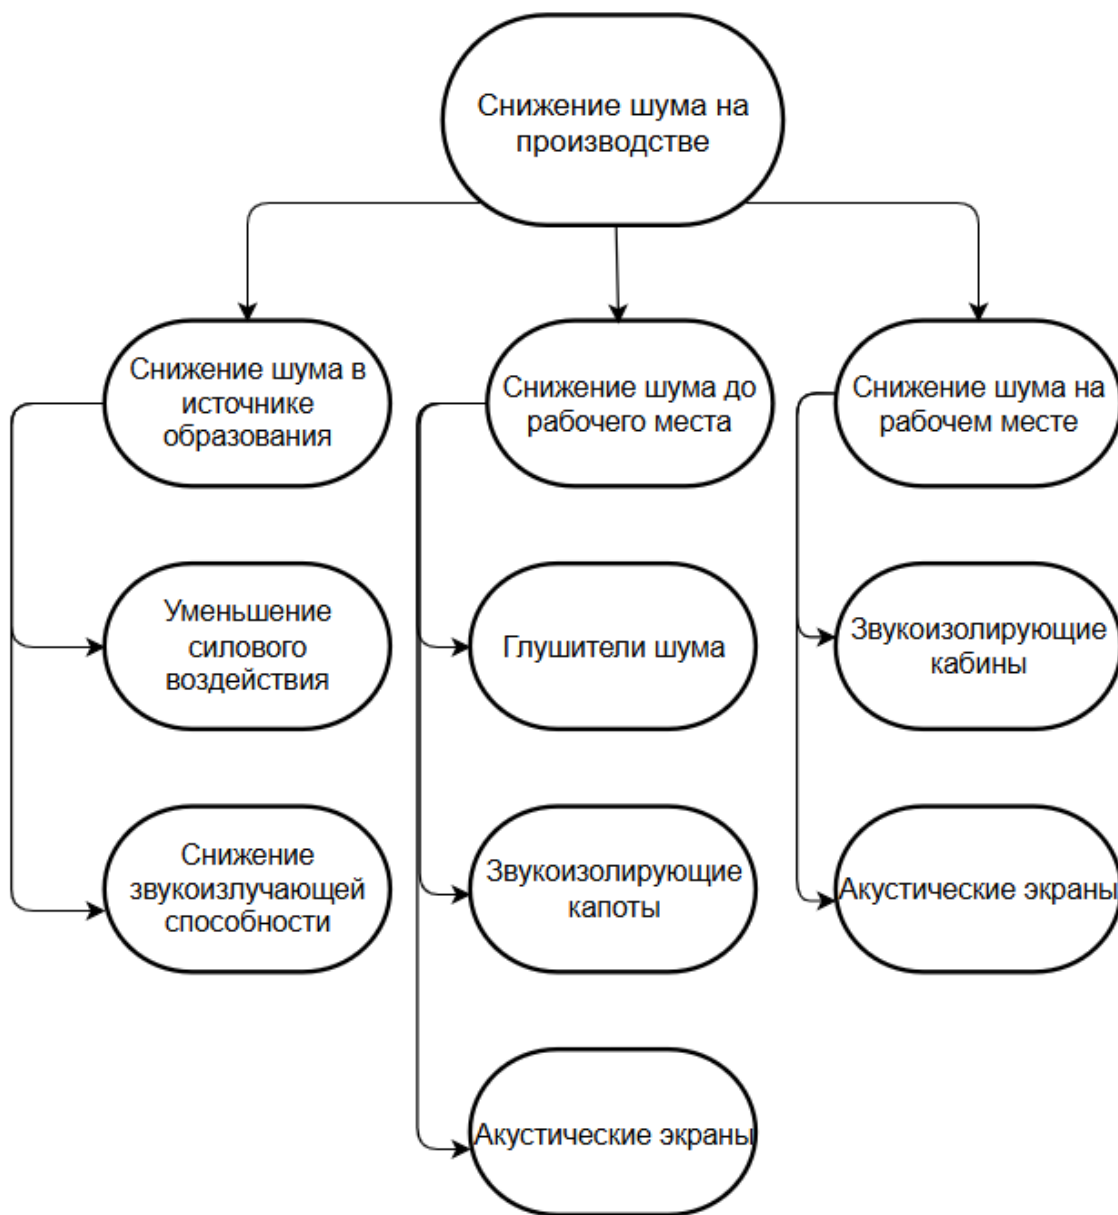 Снижение шума на
производстве
Снижение шума в
источнике
образования
Снижение шума до
рабочего места
Снижение шума на
рабочем месте
Уменьшение
силового
воздействия
Глушители шума
Звукоизолирующие
кабины
Снижение
звукоизлучающей
способности
Звукоизолирующие
капоты
Акустические экраны
Акустические экраны